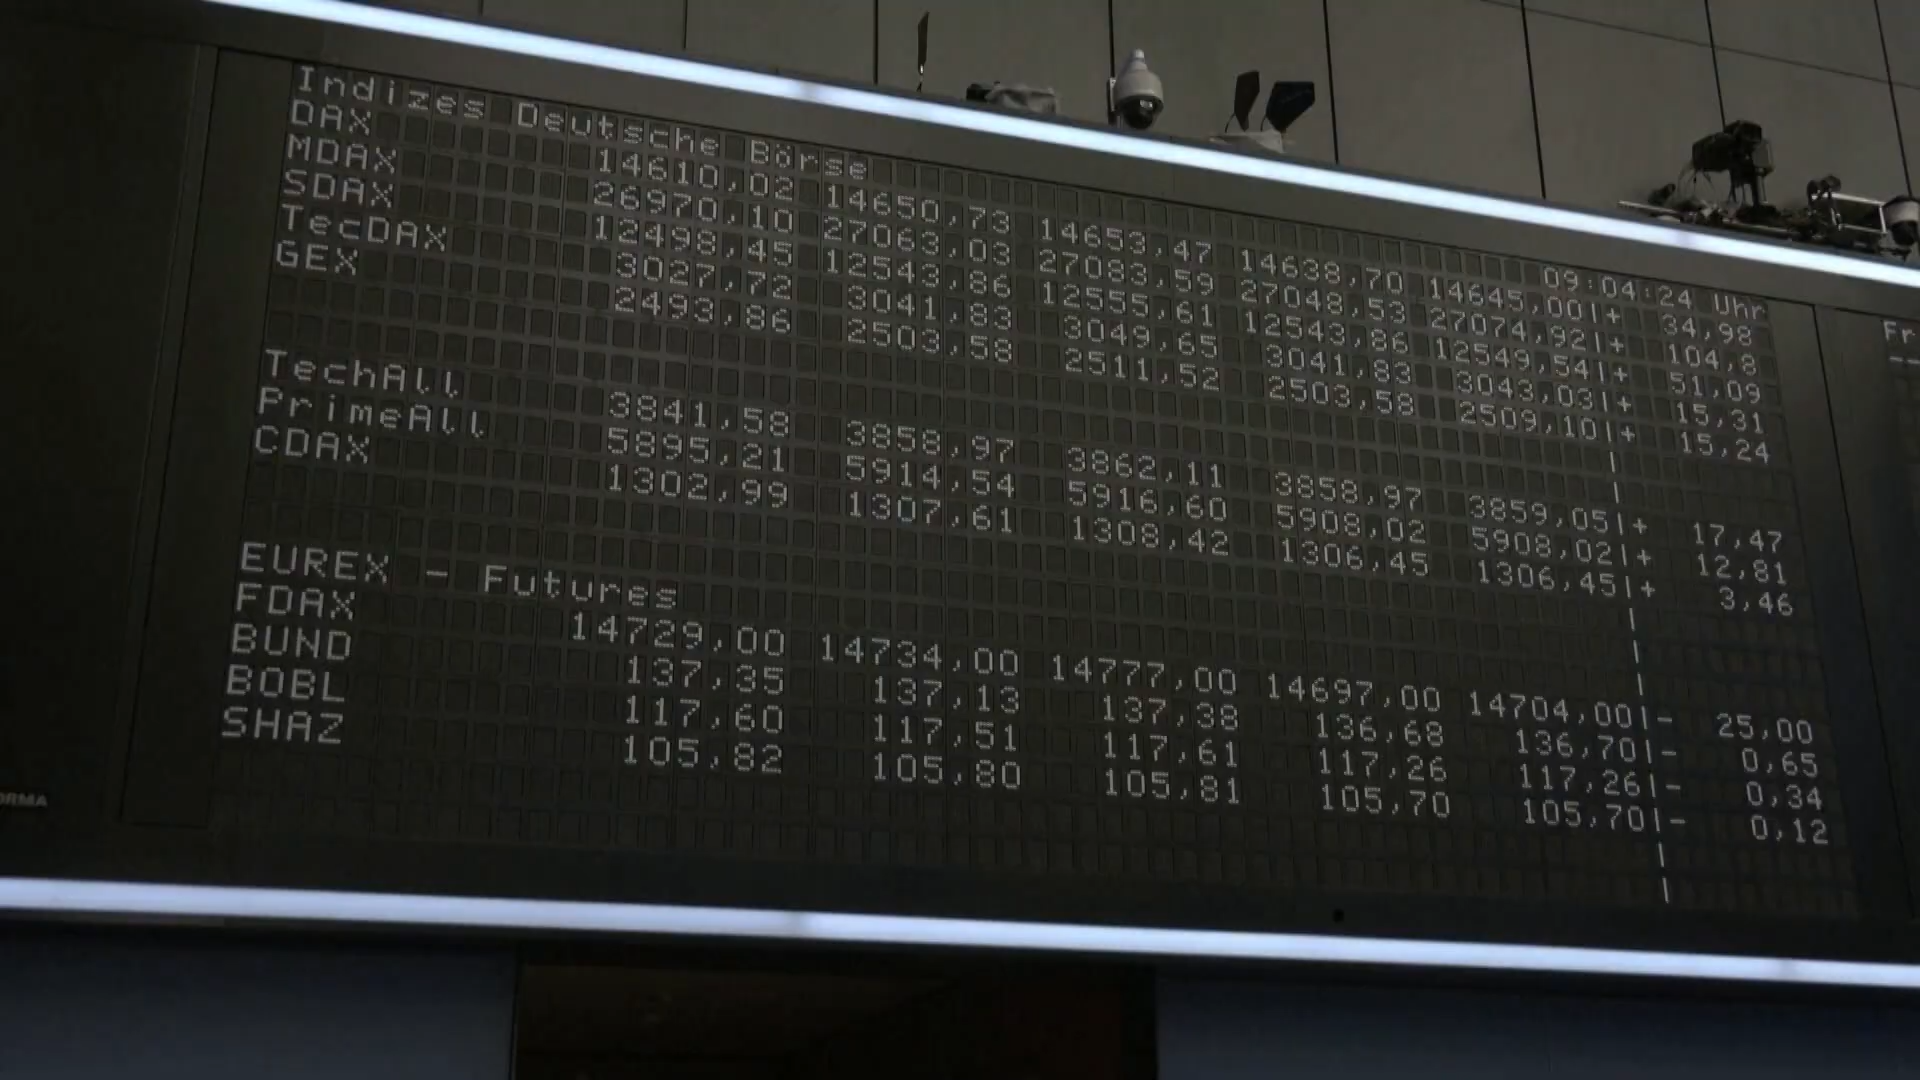 Indizes Deutsche Börse 09:04:24 Uhr
DAX 14610,02 14650,73 14653,47 14638,70 14645,00|+ 34,98
MDAX 26970,10 27063,03 27083,59 27048,53 27074,92|+ 104,8
SDAX 12498,45 12543,86 12555,61 12543,86 12549,54|+ 51,09
TecDAX 3027,72 3041,83 3049,65 3041,83 3043,03|+ 15,31
GEX 2493,86 2503,58 2511,52 2503,58 2509,10|+ 15,24
TechAll 3841,58 3858,97 3862,11 3858,97 3859,05|+ 17,47
PrimeAll 5895,21 5914,54 5916,60 5908,02 5908,02|+ 12,81
CDAX 1302,99 1307,61 1308,42 1306,45 1306,45|+ 3,46
EUREX - Futures
FDAX 14729,00 14734,00 14777,00 14697,00 14704,00|- 25,00
BUND 137,35 137,13 137,38 136,68 136,70|- 0,65
BOBL 117,60 117,51 117,61 117,26 117,26|- 0,34
SHAZ 105,82 105,80 105,81 105,70 105,70|- 0,12
Fr
ORMA